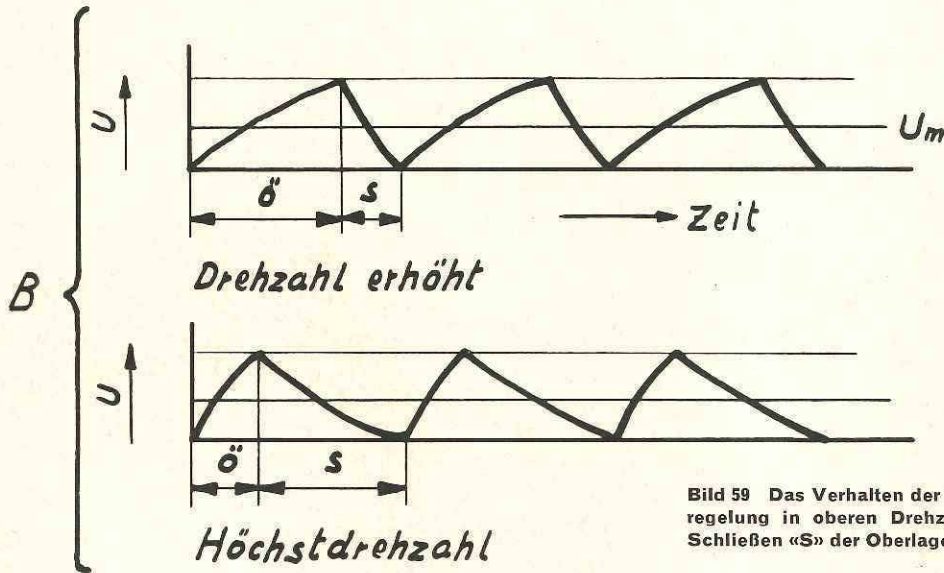 U
Um
ö
s
Zeit
Drehzahl erhöht
B
U
ö
s
Höchstdrehzahl
Bild 59 Das Verhalten der
regelung in oberen Drehz
Schließen «S» der Oberlage